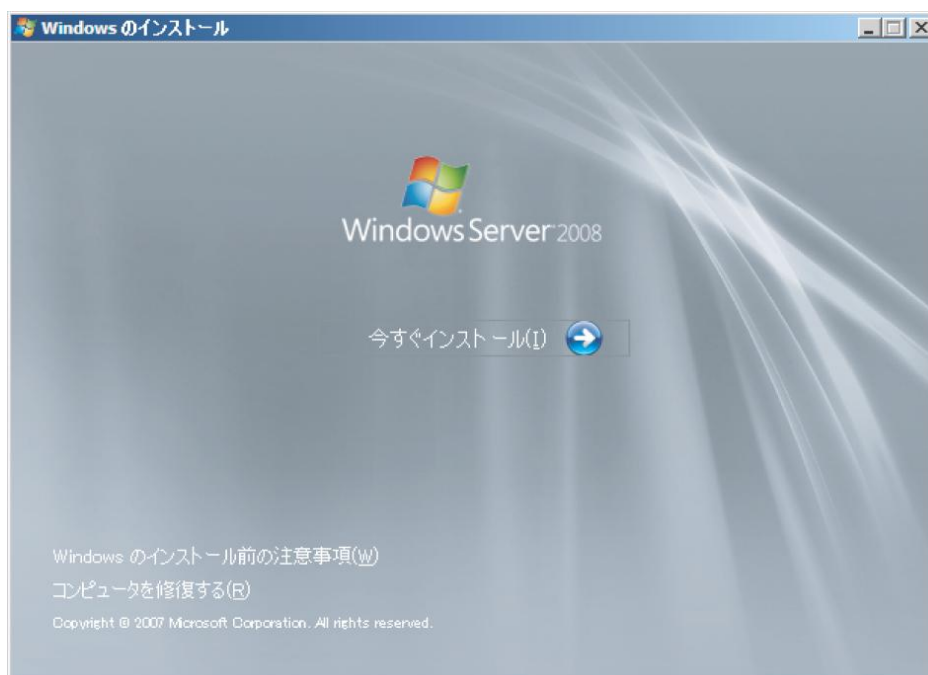 Windows のインストール
Windows Server 2008
今すぐインストール(I)
Windows のインストール前の注意事項(W)
コンピュータを修復する(R)
Copyright © 2007 Microsoft Corporation. All rights reserved.